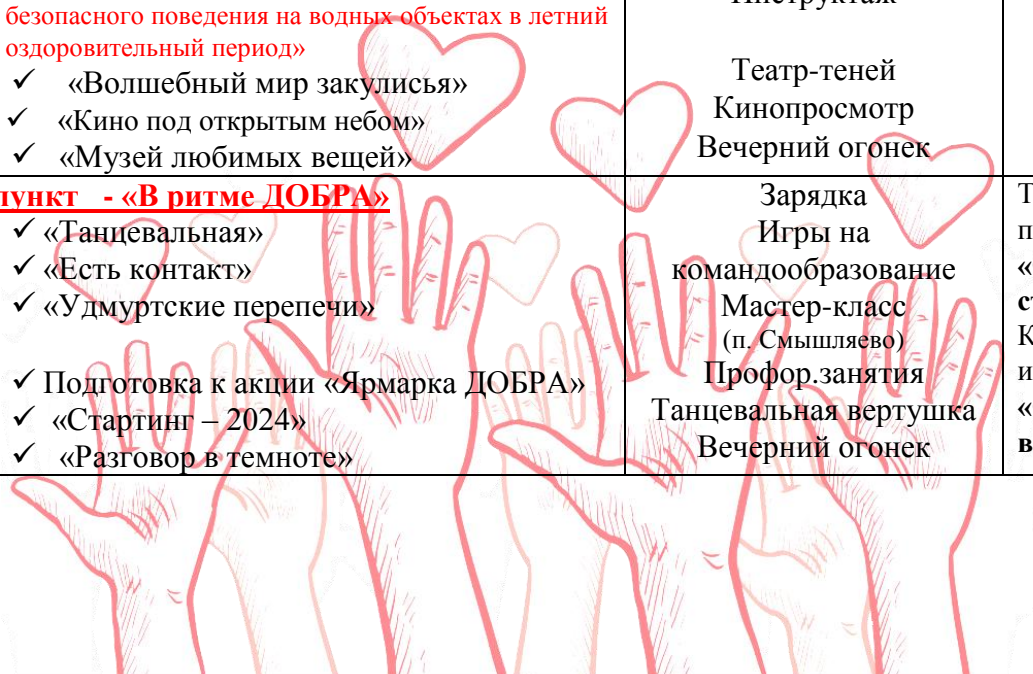 безопасного поведения на водных объектах в летний
оздоровительный период»
✓ «Волшебный мир закулисья»
✓ «Кино под открытым небом»
✓ «Музей любимых вещей»
Театр-теней
Кинопросмотр
Вечерний огонек
пункт - «В ритме ДОБРА»
✓ «Танцевальная»
✓ «Есть контакт»
✓ «Удмуртские перепечи»
✓ Подготовка к акции «Ярмарка ДОБРА»
✓ «Стартинг – 2024»
✓ «Разговор в темноте»
Зарядка
Игры на
командообразование
Мастер-класс
(п. Смышляево)
Профор.занятия
Танцевальная вертушка
Вечерний огонек